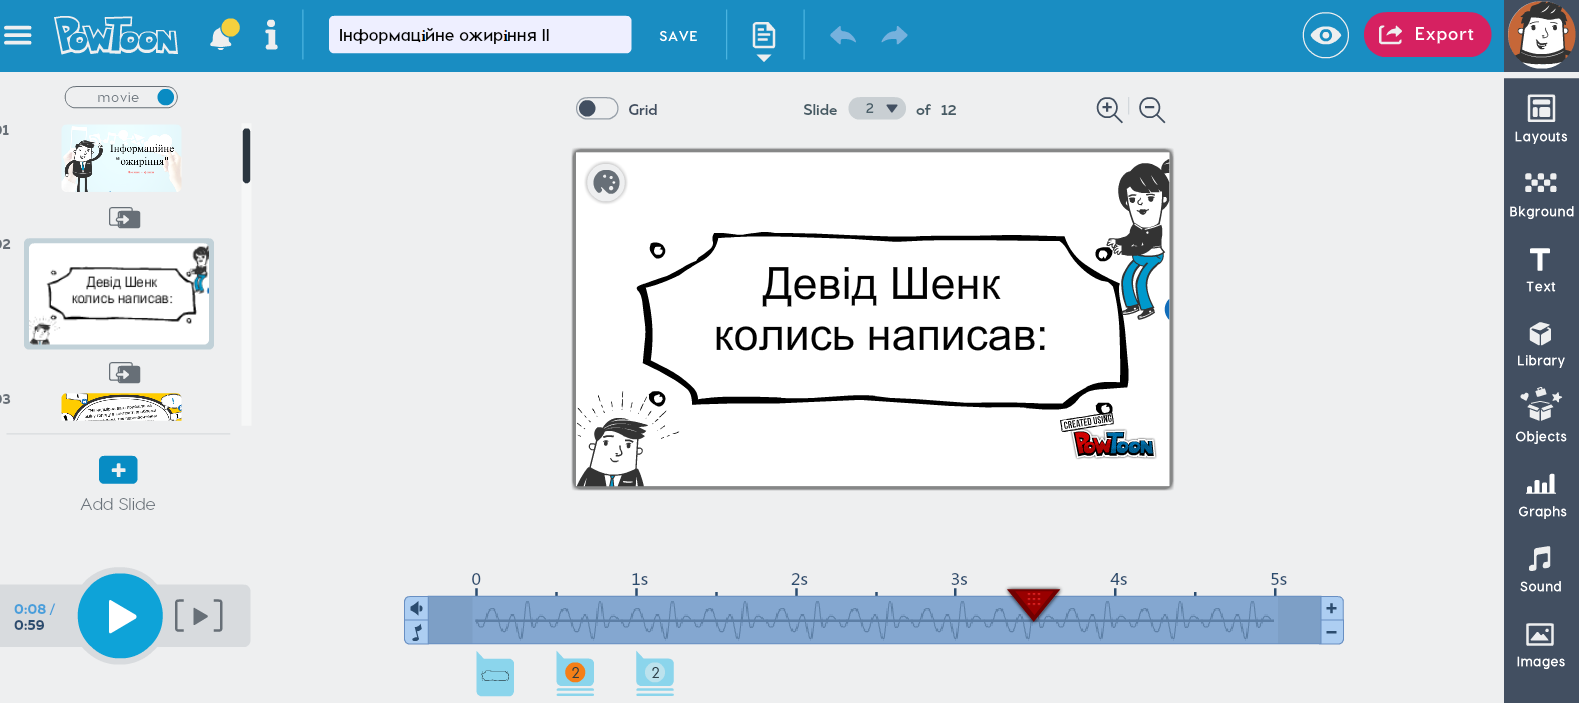 POWTOON
Інформаційне ожиріння II
SAVE
Export
movie
01
Інформаційне
"ожиріння"
02
Девід Шенк
колись написав:
03
Add Slide
0:08 /
0:59
Grid
Slide 2 of 12
Девід Шенк
колись написав:
CREATED USING
POWTOON
0 1s 2s 3s 4s 5s
2 2
Layouts
Bkground
Text
Library
Objects
Graphs
Sound
Images